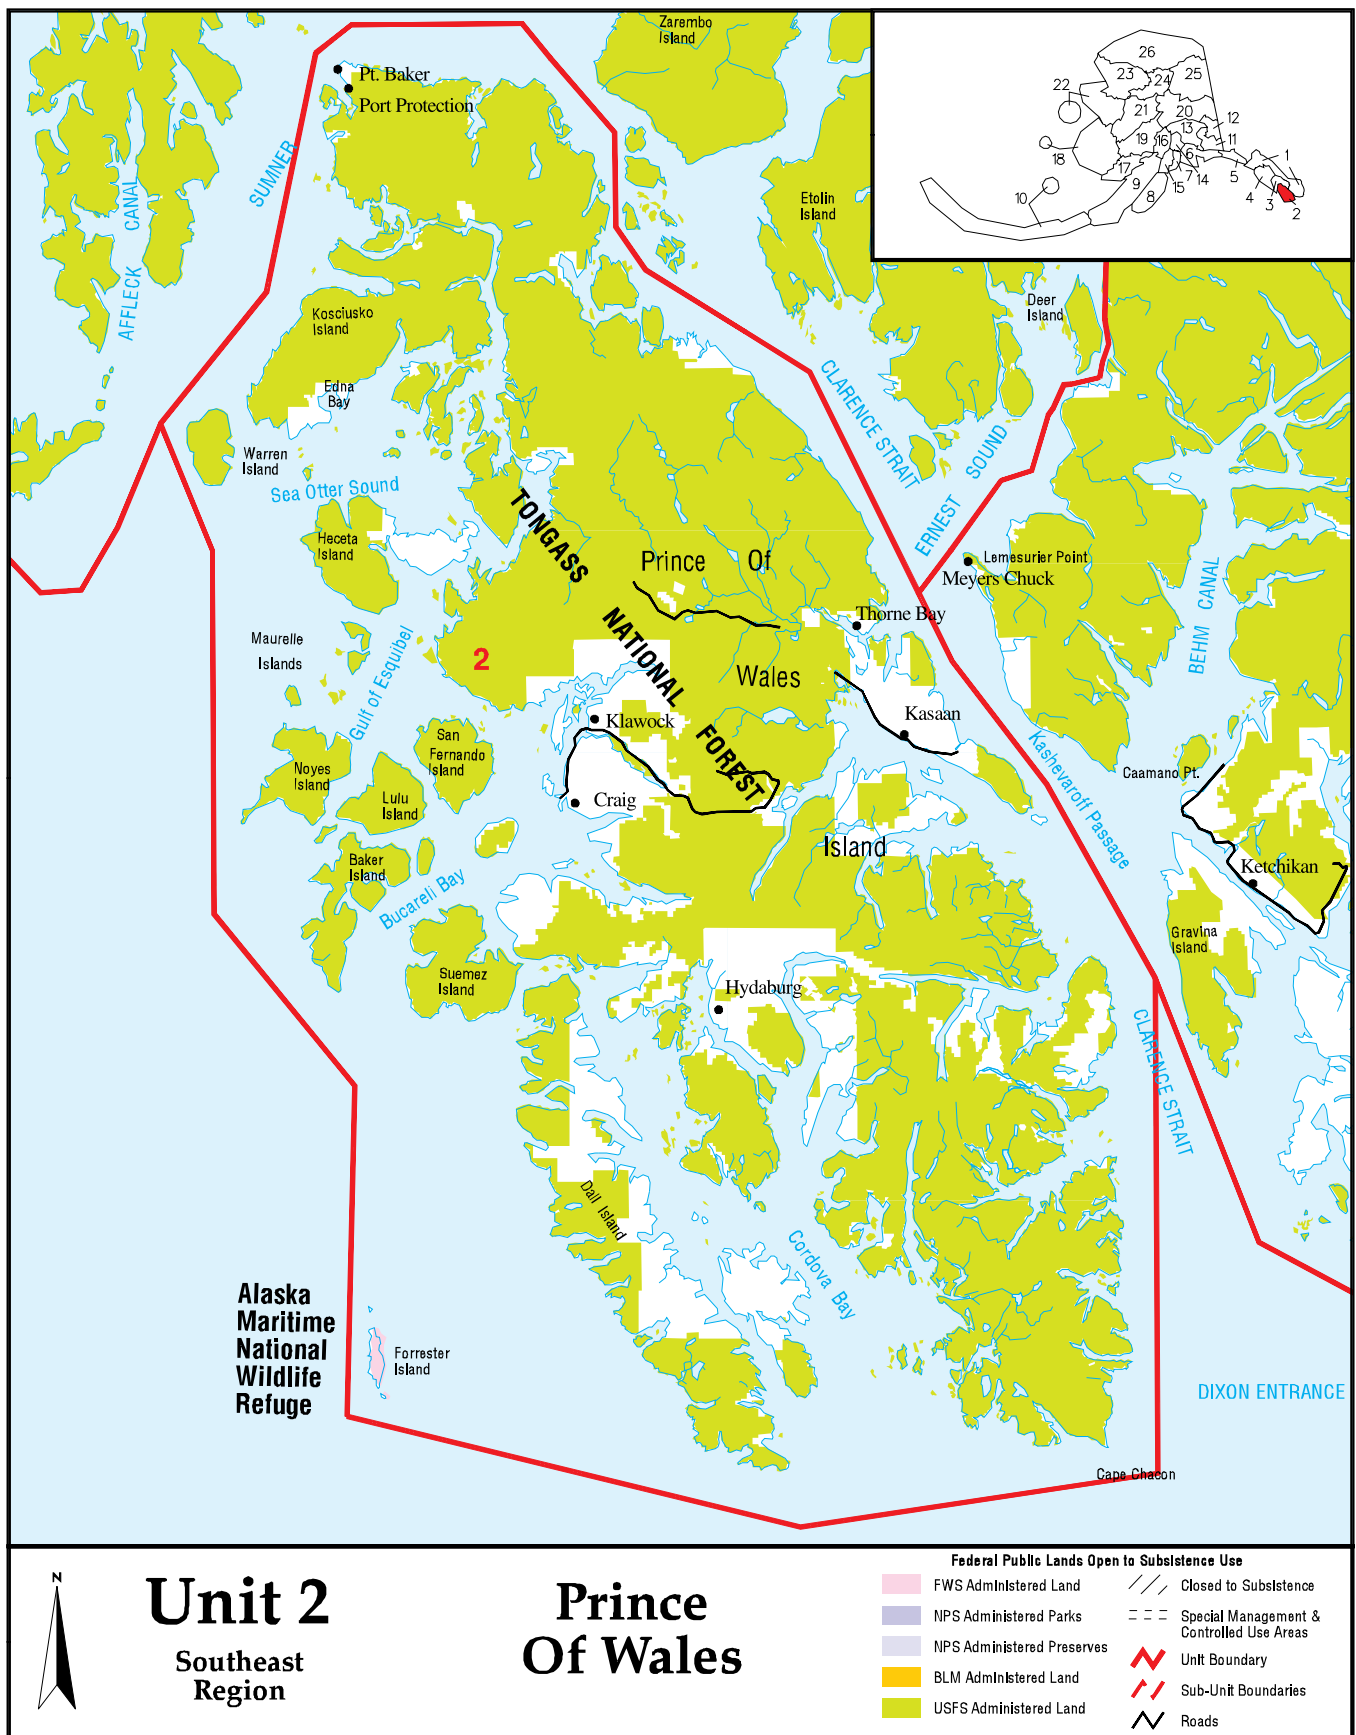 Zarembo
Island
Pt. Baker
Port Protection
SUMNER
AFFLECK CANAL
Etolin
Island
26
23
24
25
22
21
20
12
13
11
19
16
18
17
6
7
14
15
5
1
10
9
8
4
3
2
Deer
Island
Kosciusko
Island
Edna
Bay
CLARENCE STRAIT
Warren
Island
Sea Otter Sound
ERNEST SOUND
TONGASS
NATIONAL
FOREST
Heceta
Island
Prince Of
Wales
Island
Lemesurier Point
Meyers Chuck
BEHM CANAL
Thorne Bay
Maurelle
Islands
Gulf of Esquibel
2
Klawock
Kasaan
San
Fernando
Island
Kashevaroff Passage
Noyes
Island
Lulu
Island
Craig
Caamano Pt.
Baker
Island
Bucareli Bay
Ketchikan
Gravina
Island
Suemez
Island
Hydaburg
CLARENCE STRAIT
Dall Island
Cordova Bay
Alaska
Maritime
National
Wildlife
Refuge
Forrester
Island
DIXON ENTRANCE
Cape Chacon
N
Unit 2
Southeast
Region
Prince
Of Wales
Federal Public Lands Open to Subsistence Use
FWS Administered Land
NPS Administered Parks
NPS Administered Preserves
BLM Administered Land
USFS Administered Land
Closed to Subsistence
Special Management &
Controlled Use Areas
Unit Boundary
Sub-Unit Boundaries
Roads